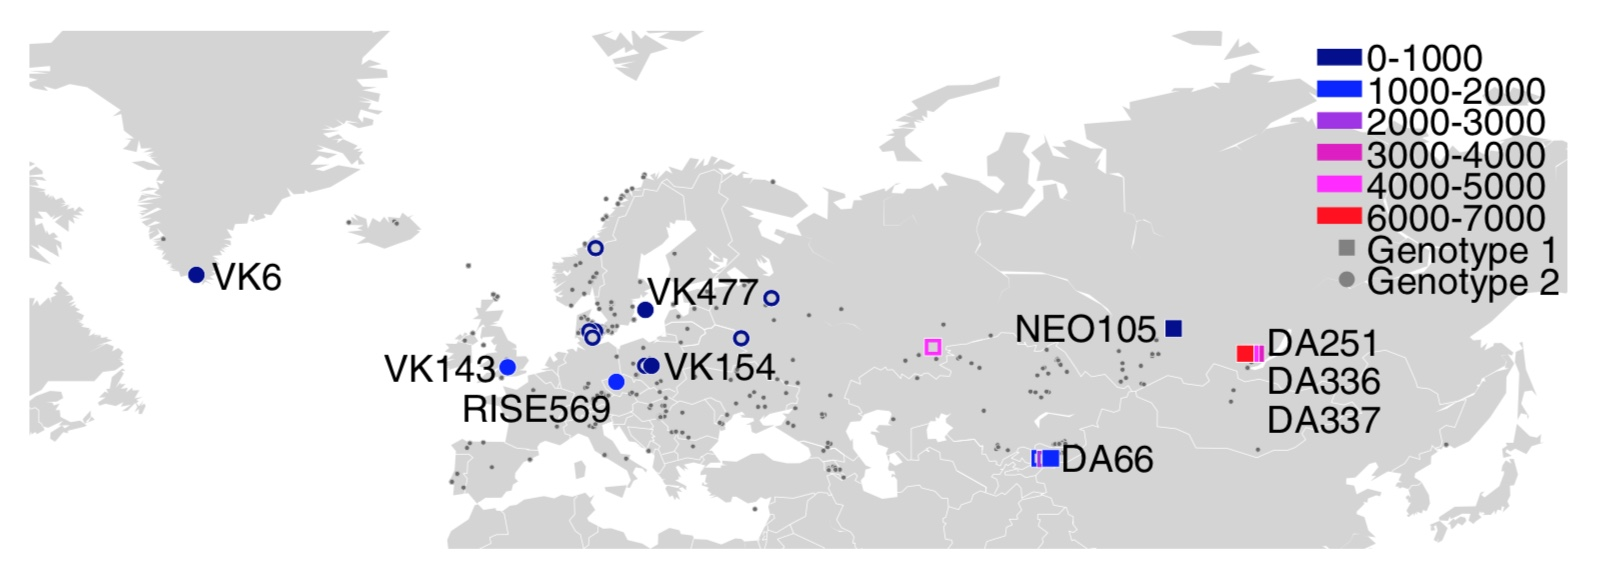 0-1000
1000-2000
2000-3000
3000-4000
4000-5000
6000-7000
Genotype 1
Genotype 2
VK6
VK477
NEO105
DA251
VK143
VK154
DA336
RISE569
DA337
DA66